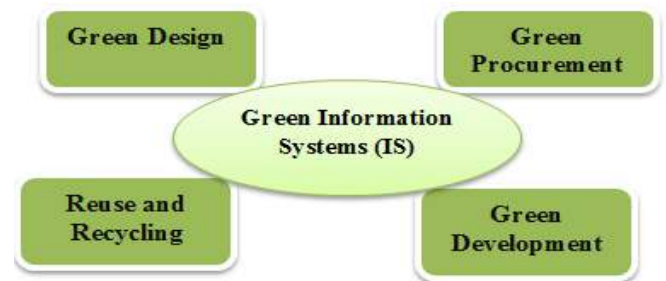 Green Design
Green
Procurement
Green Information
Systems (IS)
Reuse and
Recycling
Green
Development